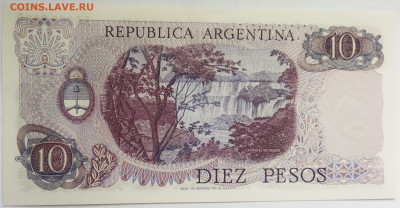 COINS.LAVE.RU
REPUBLICA ARGENTINA
10
10
DIEZ PESOS